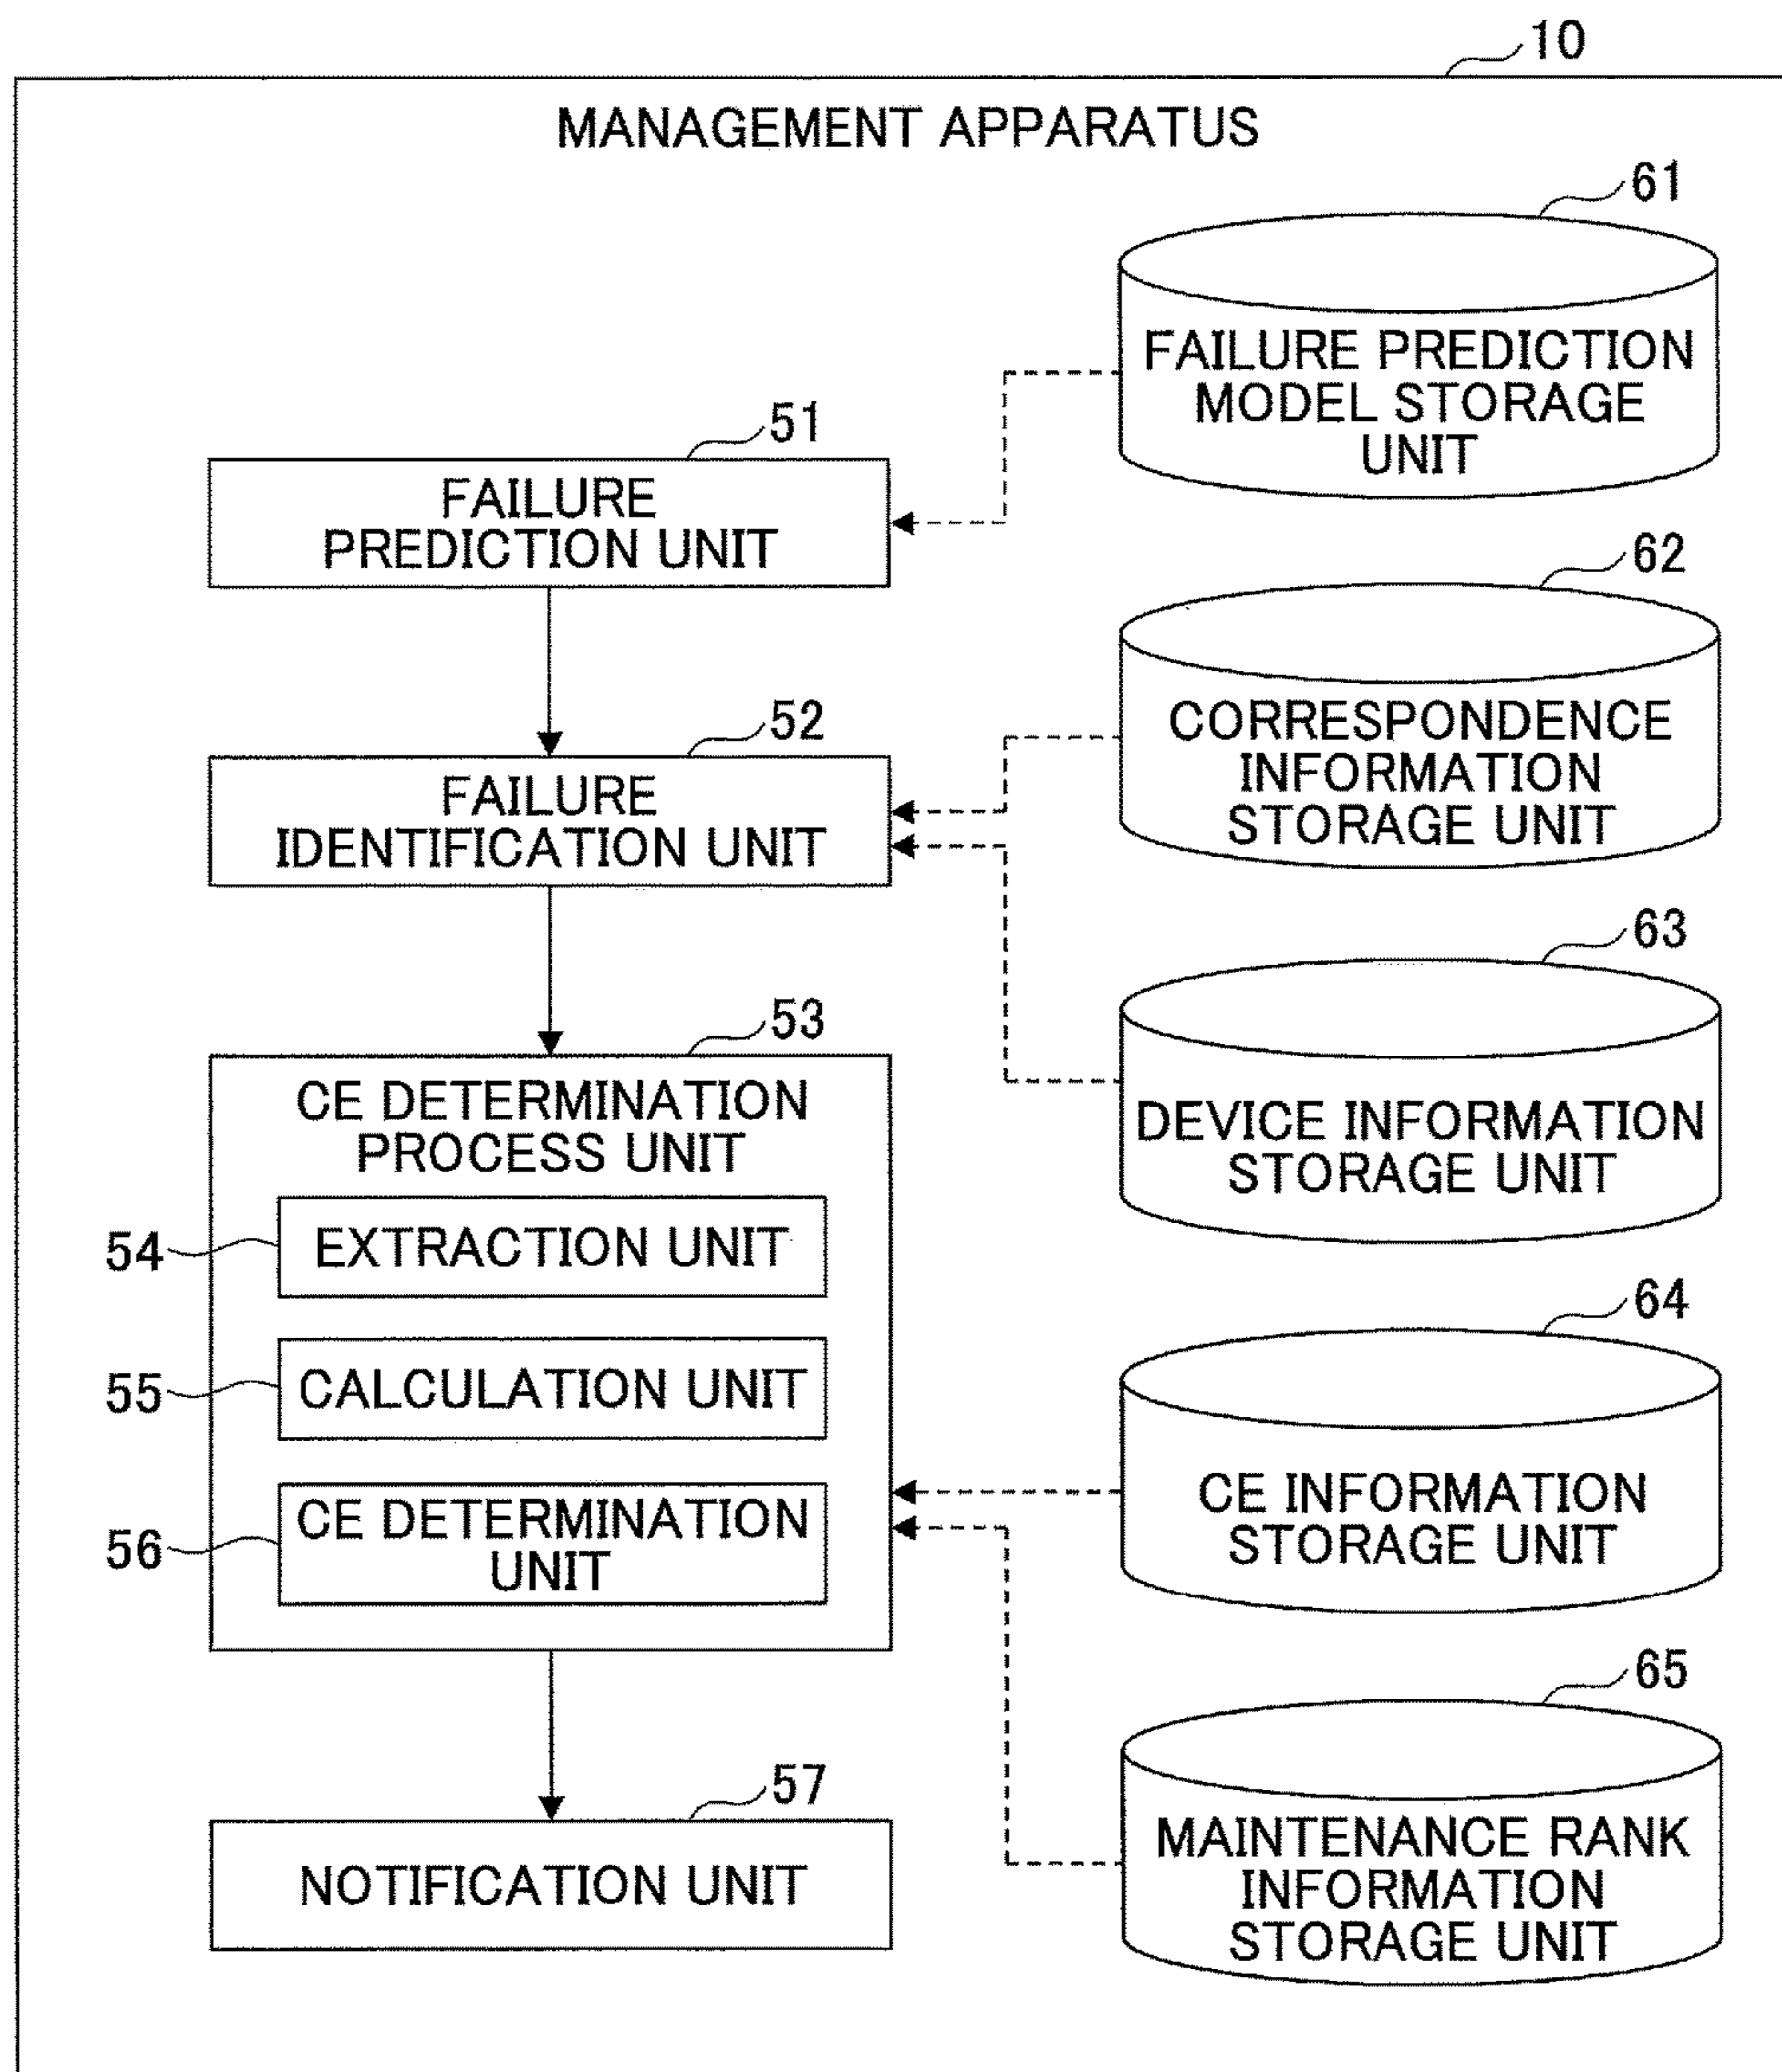 10
MANAGEMENT APPARATUS
61
FAILURE PREDICTION
MODEL STORAGE
UNIT
51
FAILURE
PREDICTION UNIT
62
CORRESPONDENCE
INFORMATION
STORAGE UNIT
52
FAILURE
IDENTIFICATION UNIT
63
DEVICE INFORMATION
STORAGE UNIT
53
CE DETERMINATION
PROCESS UNIT
54
EXTRACTION UNIT
55
CALCULATION UNIT
56
CE DETERMINATION
UNIT
64
CE INFORMATION
STORAGE UNIT
65
MAINTENANCE RANK
INFORMATION
STORAGE UNIT
57
NOTIFICATION UNIT